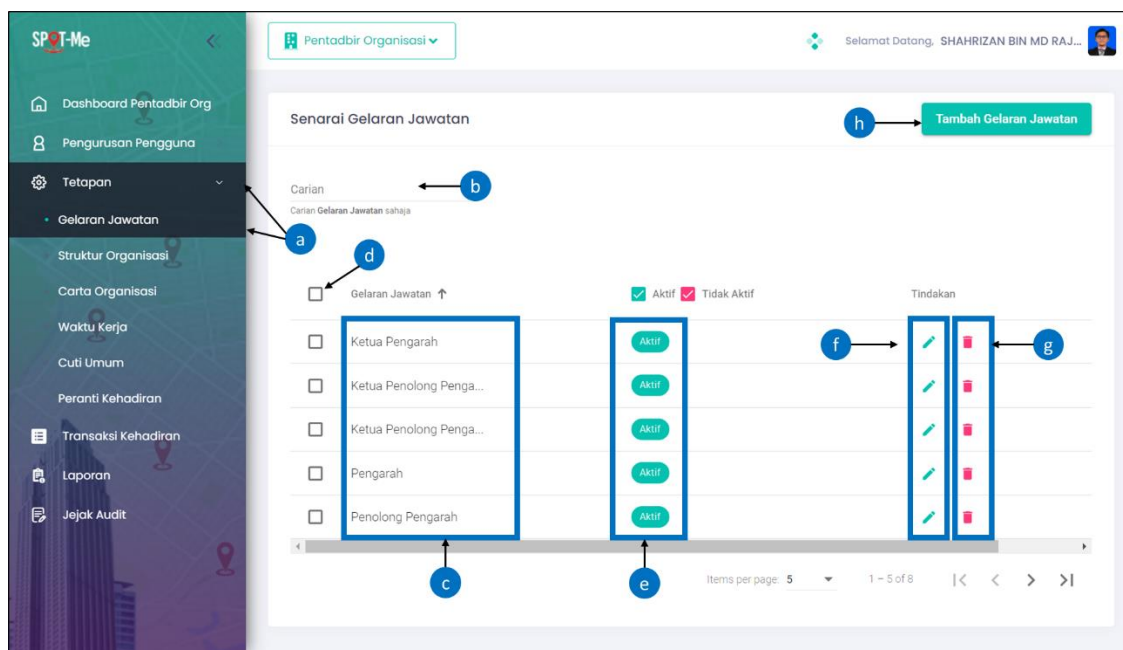 SPOT-Me
Pentadbir Organisasi
Selamat Datang, SHAHRIZAN BIN MD RAJ...
Dashboard Pentadbir Org
Pengurusan Pengguna
Tetapan
Gelaran Jawatan
Struktur Organisasi
Carta Organisasi
Waktu Kerja
Cuti Umum
Peranti Kehadiran
Transaksi Kehadiran
Laporan
Jejak Audit
a
Senarai Gelaran Jawatan
h
Tambah Gelaran Jawatan
Carian
b
Carian Gelaran Jawatan sahaja
d
Gelaran Jawatan Aktif Tidak Aktif Tindakan
Ketua Pengarah Aktif
f
g
Ketua Penolong Penga... Aktif
Ketua Penolong Penga... Aktif
Pengarah Aktif
Penolong Pengarah Aktif
c
e
Items per page: 5
1 – 5 of 8